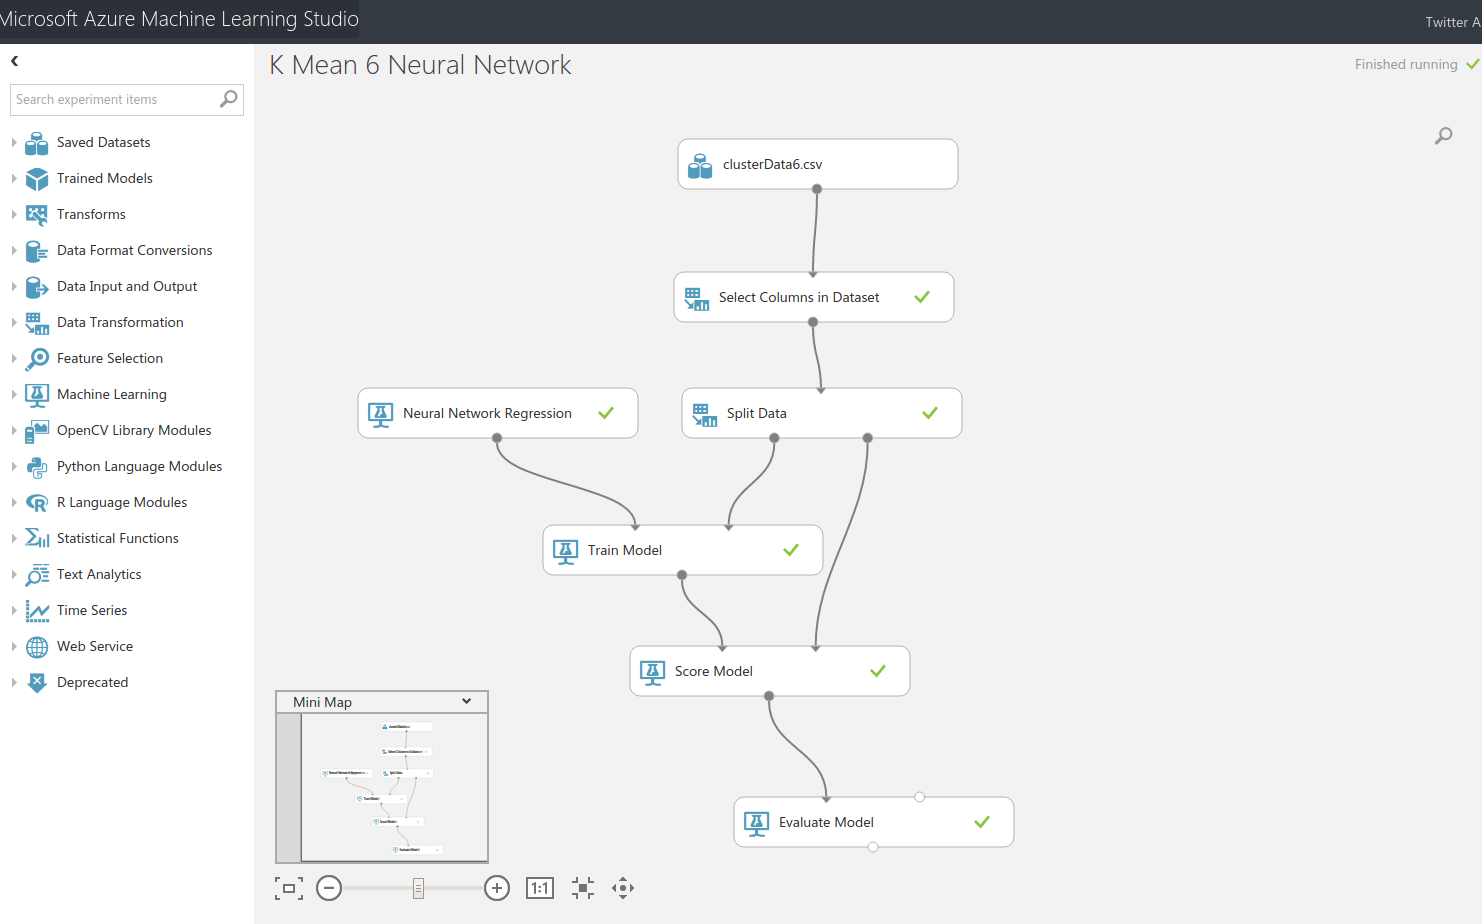 Microsoft Azure Machine Learning Studio
Twitter A
K Mean 6 Neural Network
Finished running
Search experiment items
Saved Datasets
Trained Models
Transforms
Data Format Conversions
Data Input and Output
Data Transformation
Feature Selection
Machine Learning
OpenCV Library Modules
Python Language Modules
R Language Modules
Statistical Functions
Text Analytics
Time Series
Web Service
Deprecated
clusterData6.csv
Select Columns in Dataset
Neural Network Regression
Split Data
Train Model
Score Model
Evaluate Model
Mini Map
1:1